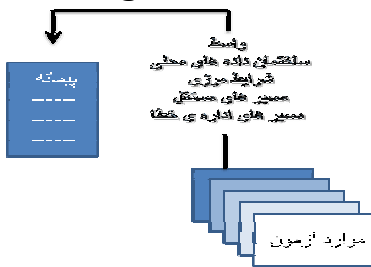 واسط
ساختمان داده های محلی
شرایط مرزی
مسیر های مستقل
مسیر های اداره ی خطا
پیمانه
----
----
----
موارد آزمون